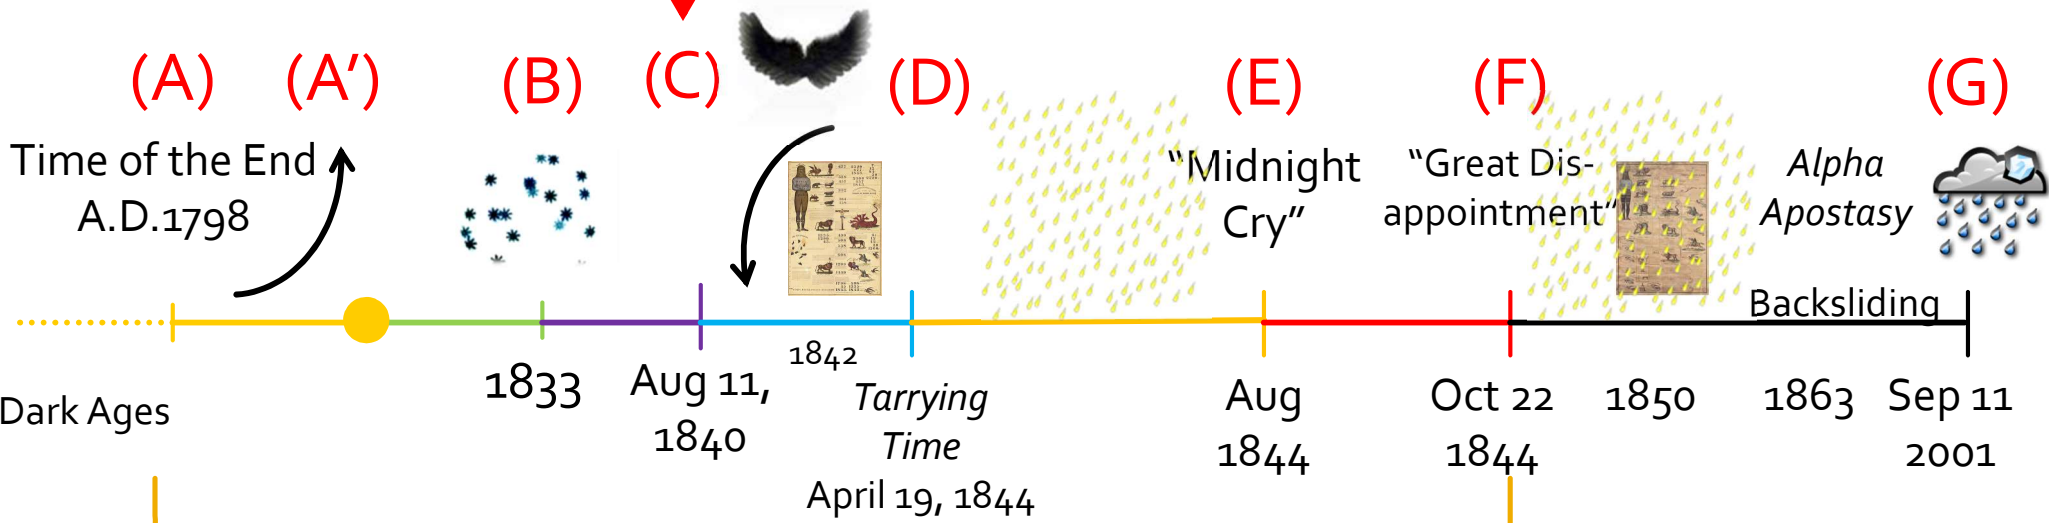 (A) (A’) (B) (C) (D) (E) (F) (G)
Time of the End
A.D.1798
“Midnight
Cry”
“Great Dis-
appointment“
Alpha
Apostasy
Backsliding
Dark Ages
1833
Aug 11,
1840
1842
Tarrying
Time
April 19, 1844
Aug
1844
Oct 22
1844
1850
1863
Sep 11
2001